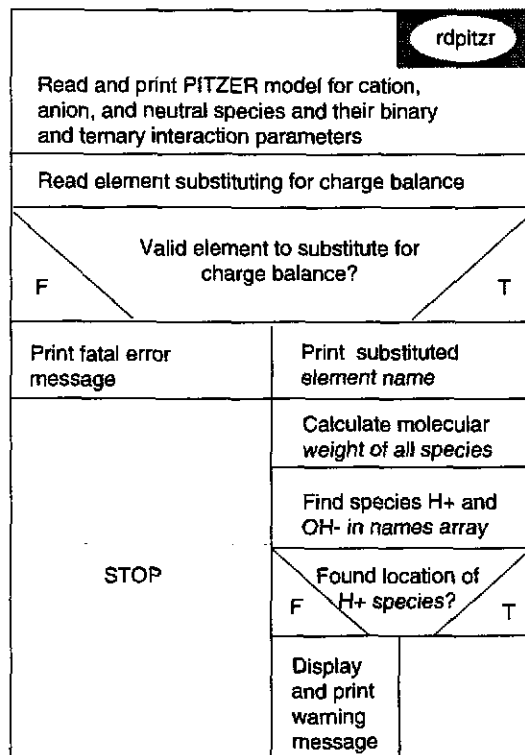 rdpitzr
Read and print PITZER model for cation,
anion, and neutral species and their binary
and ternary interaction parameters
Read element substituting for charge balance
Valid element to substitute for
charge balance?
F
T
Print fatal error
message
Print substituted
element name
Calculate molecular
weight of all species
Find species H+ and
OH- in names array
STOP
Found location of
H+ species?
F
T
Display
and print
warning
message